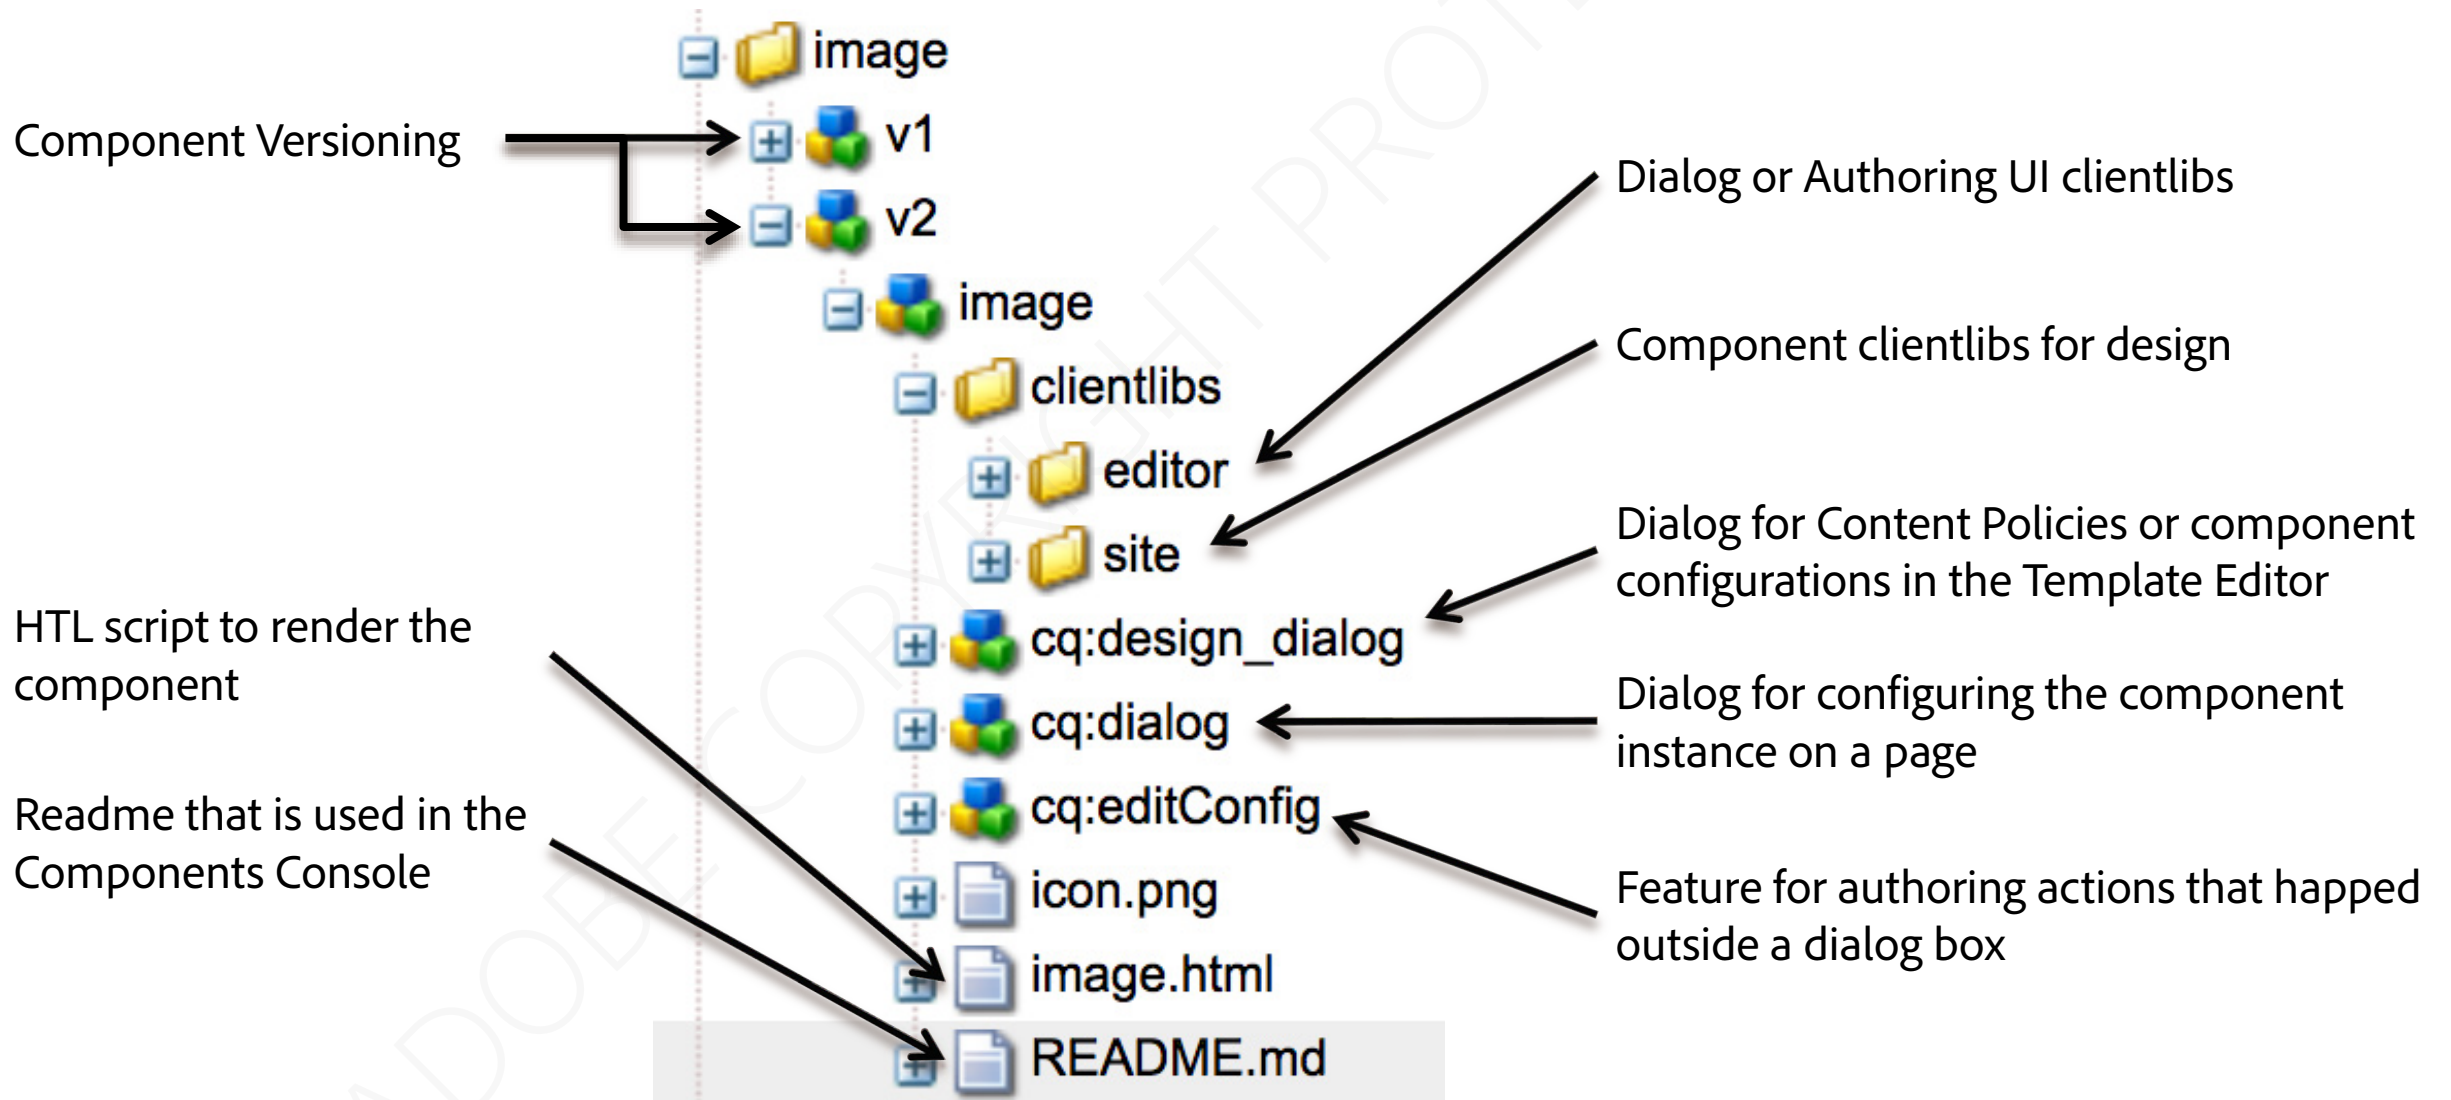 image
Component Versioning
v1
v2
image
clientlibs
editor
site
cq:design_dialog
cq:dialog
cq:editConfig
icon.png
image.html
README.md
HTL script to render the
component
Readme that is used in the
Components Console
Dialog or Authoring UI clientlibs
Component clientlibs for design
Dialog for Content Policies or component
configurations in the Template Editor
Dialog for configuring the component
instance on a page
Feature for authoring actions that happed
outside a dialog box
ADOBE COPYRIGHT PROTE